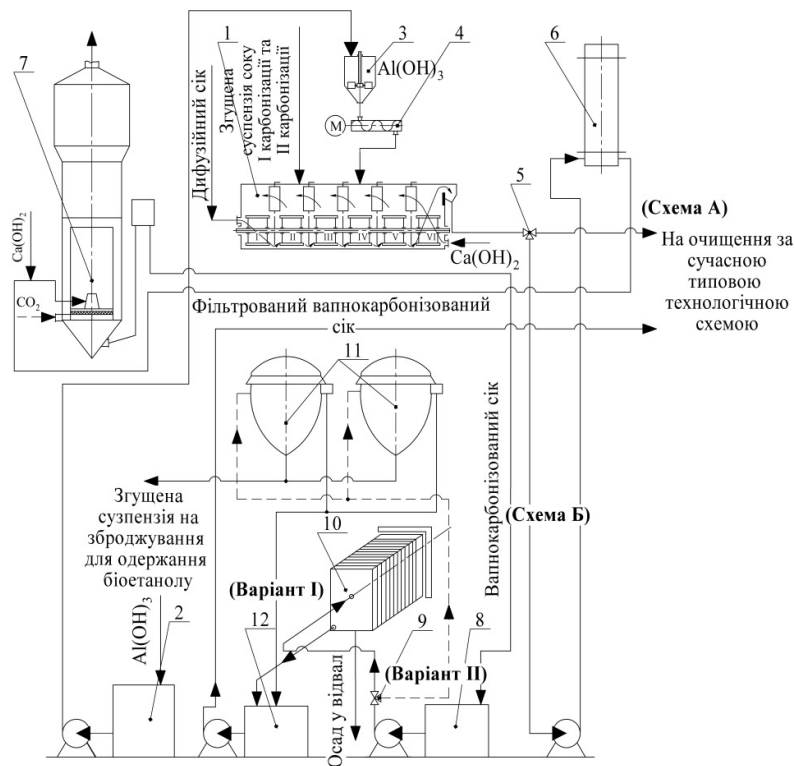 7
1
Дифузійний сік
Згущена
суспензія соку
I карбонізації та
II карбонізації
3
Al(OH)3
4
M
6
5
(Схема А)
На очищення за
сучасною
типовою
технологічною
схемою
I
II
III
IV
V
VI
Ca(OH)2
Ca(OH)2
CO2
Фільтрований вапнокарбонізований
сік
11
Вапнокарбонізований сік
(Схема Б)
Згущена
сузпензія на
зброджування
для одержання
біоетанолу
10
(Варіант I)
9
(Варіант II)
8
Al(OH)3
2
12
Осад у відвал